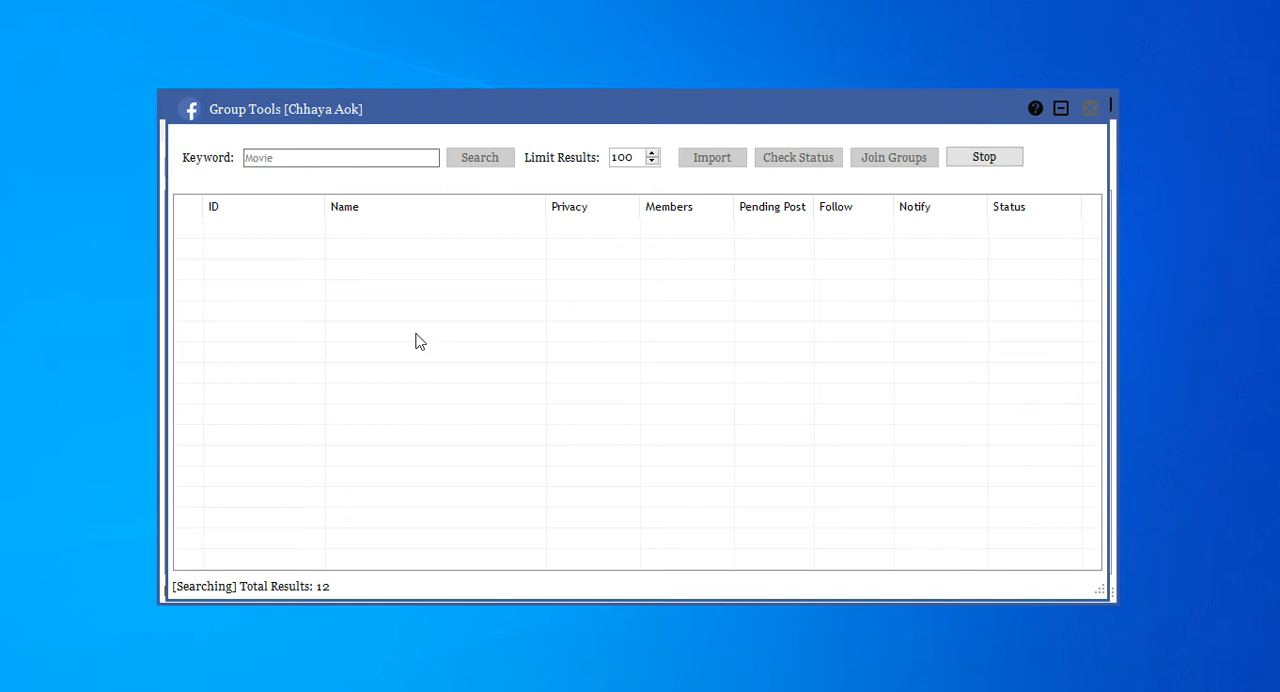 Group Tools [Chhaya Aok]
Keyword: Movie Search Limit Results: 100 Import Check Status Join Groups Stop
ID Name Privacy Members Pending Post Follow Notify Status
[Searching] Total Results: 12